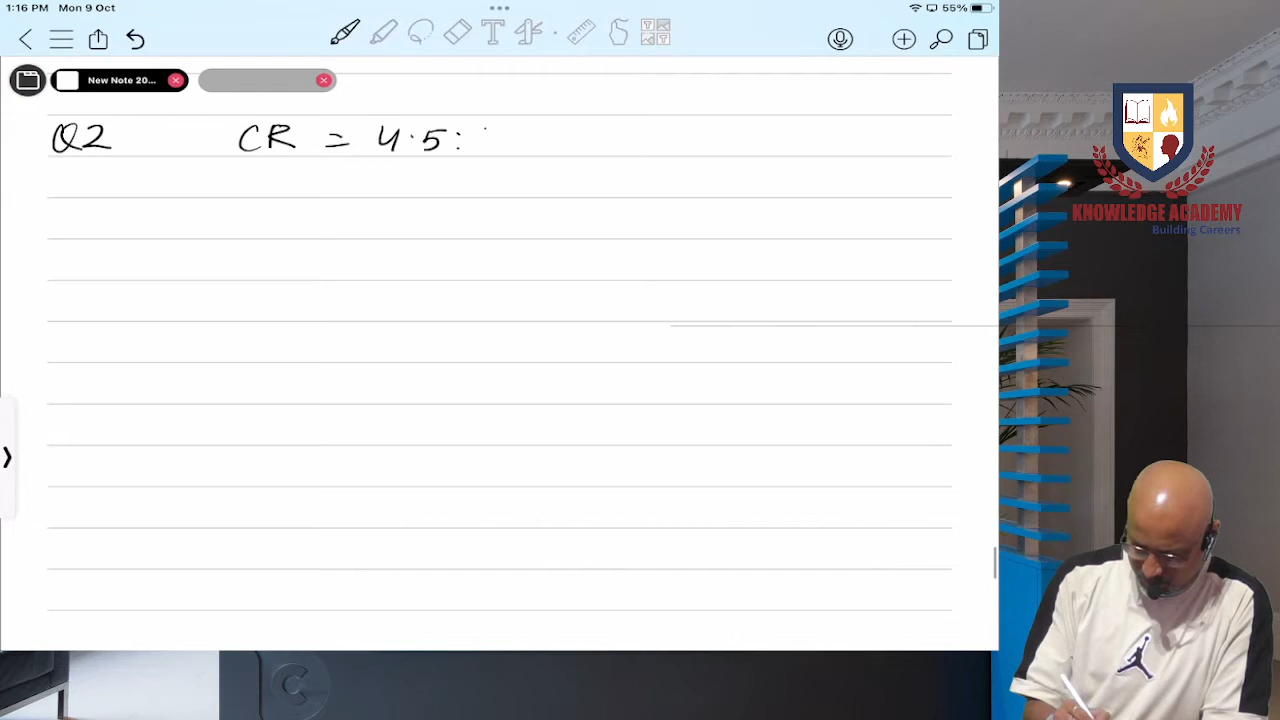 1:16 PM Mon 9 Oct
55%
New Note 20...
Q2 CR = 4.5:
KNOWLEDGE ACADEMY
Building Careers